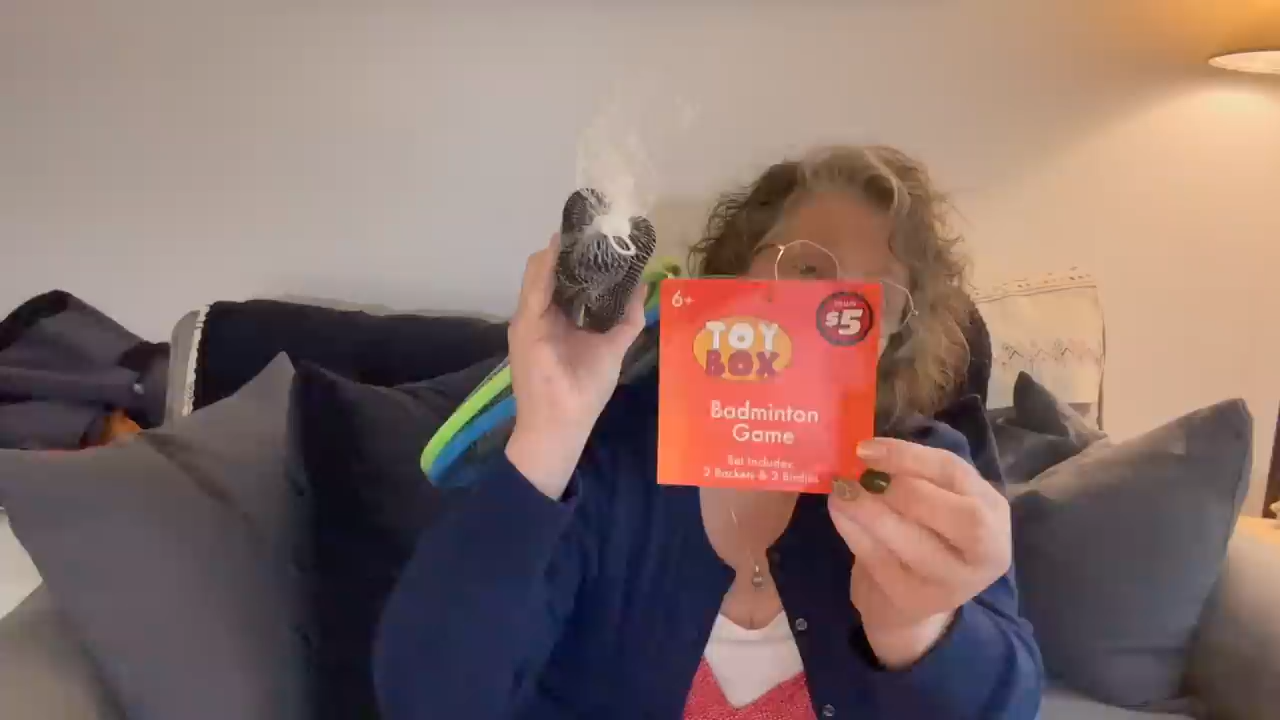 6+
$5
TOY
BOX
Badminton
Game
Set Includes:
2 Rackets & 2 Birdies